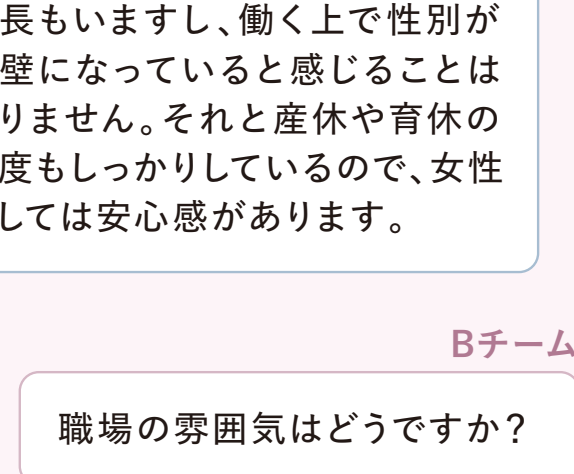 長もいますし、働く上で性別が
壁になっていると感じることは
りません。それと産休や育休の
度もしっかりしているので、女性
しては安心感があります。
Bチーム
職場の雰囲気はどうですか？